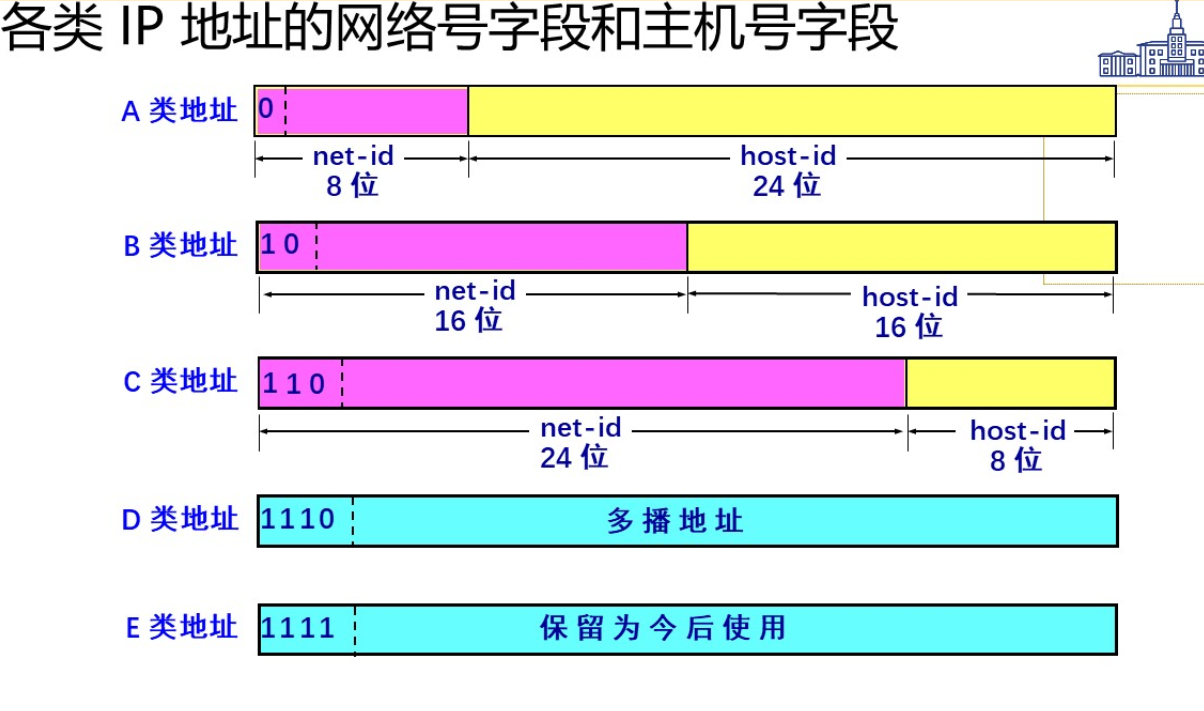 各类 IP 地址的网络号字段和主机号字段
A 类地址 0
net-id host-id
8 位 24 位
B 类地址 1 0
net-id host-id
16 位 16 位
C 类地址 1 1 0
net-id host-id
24 位 8 位
D 类地址 1110 多 播 地 址
E 类地址 1111 保 留 为 今 后 使 用